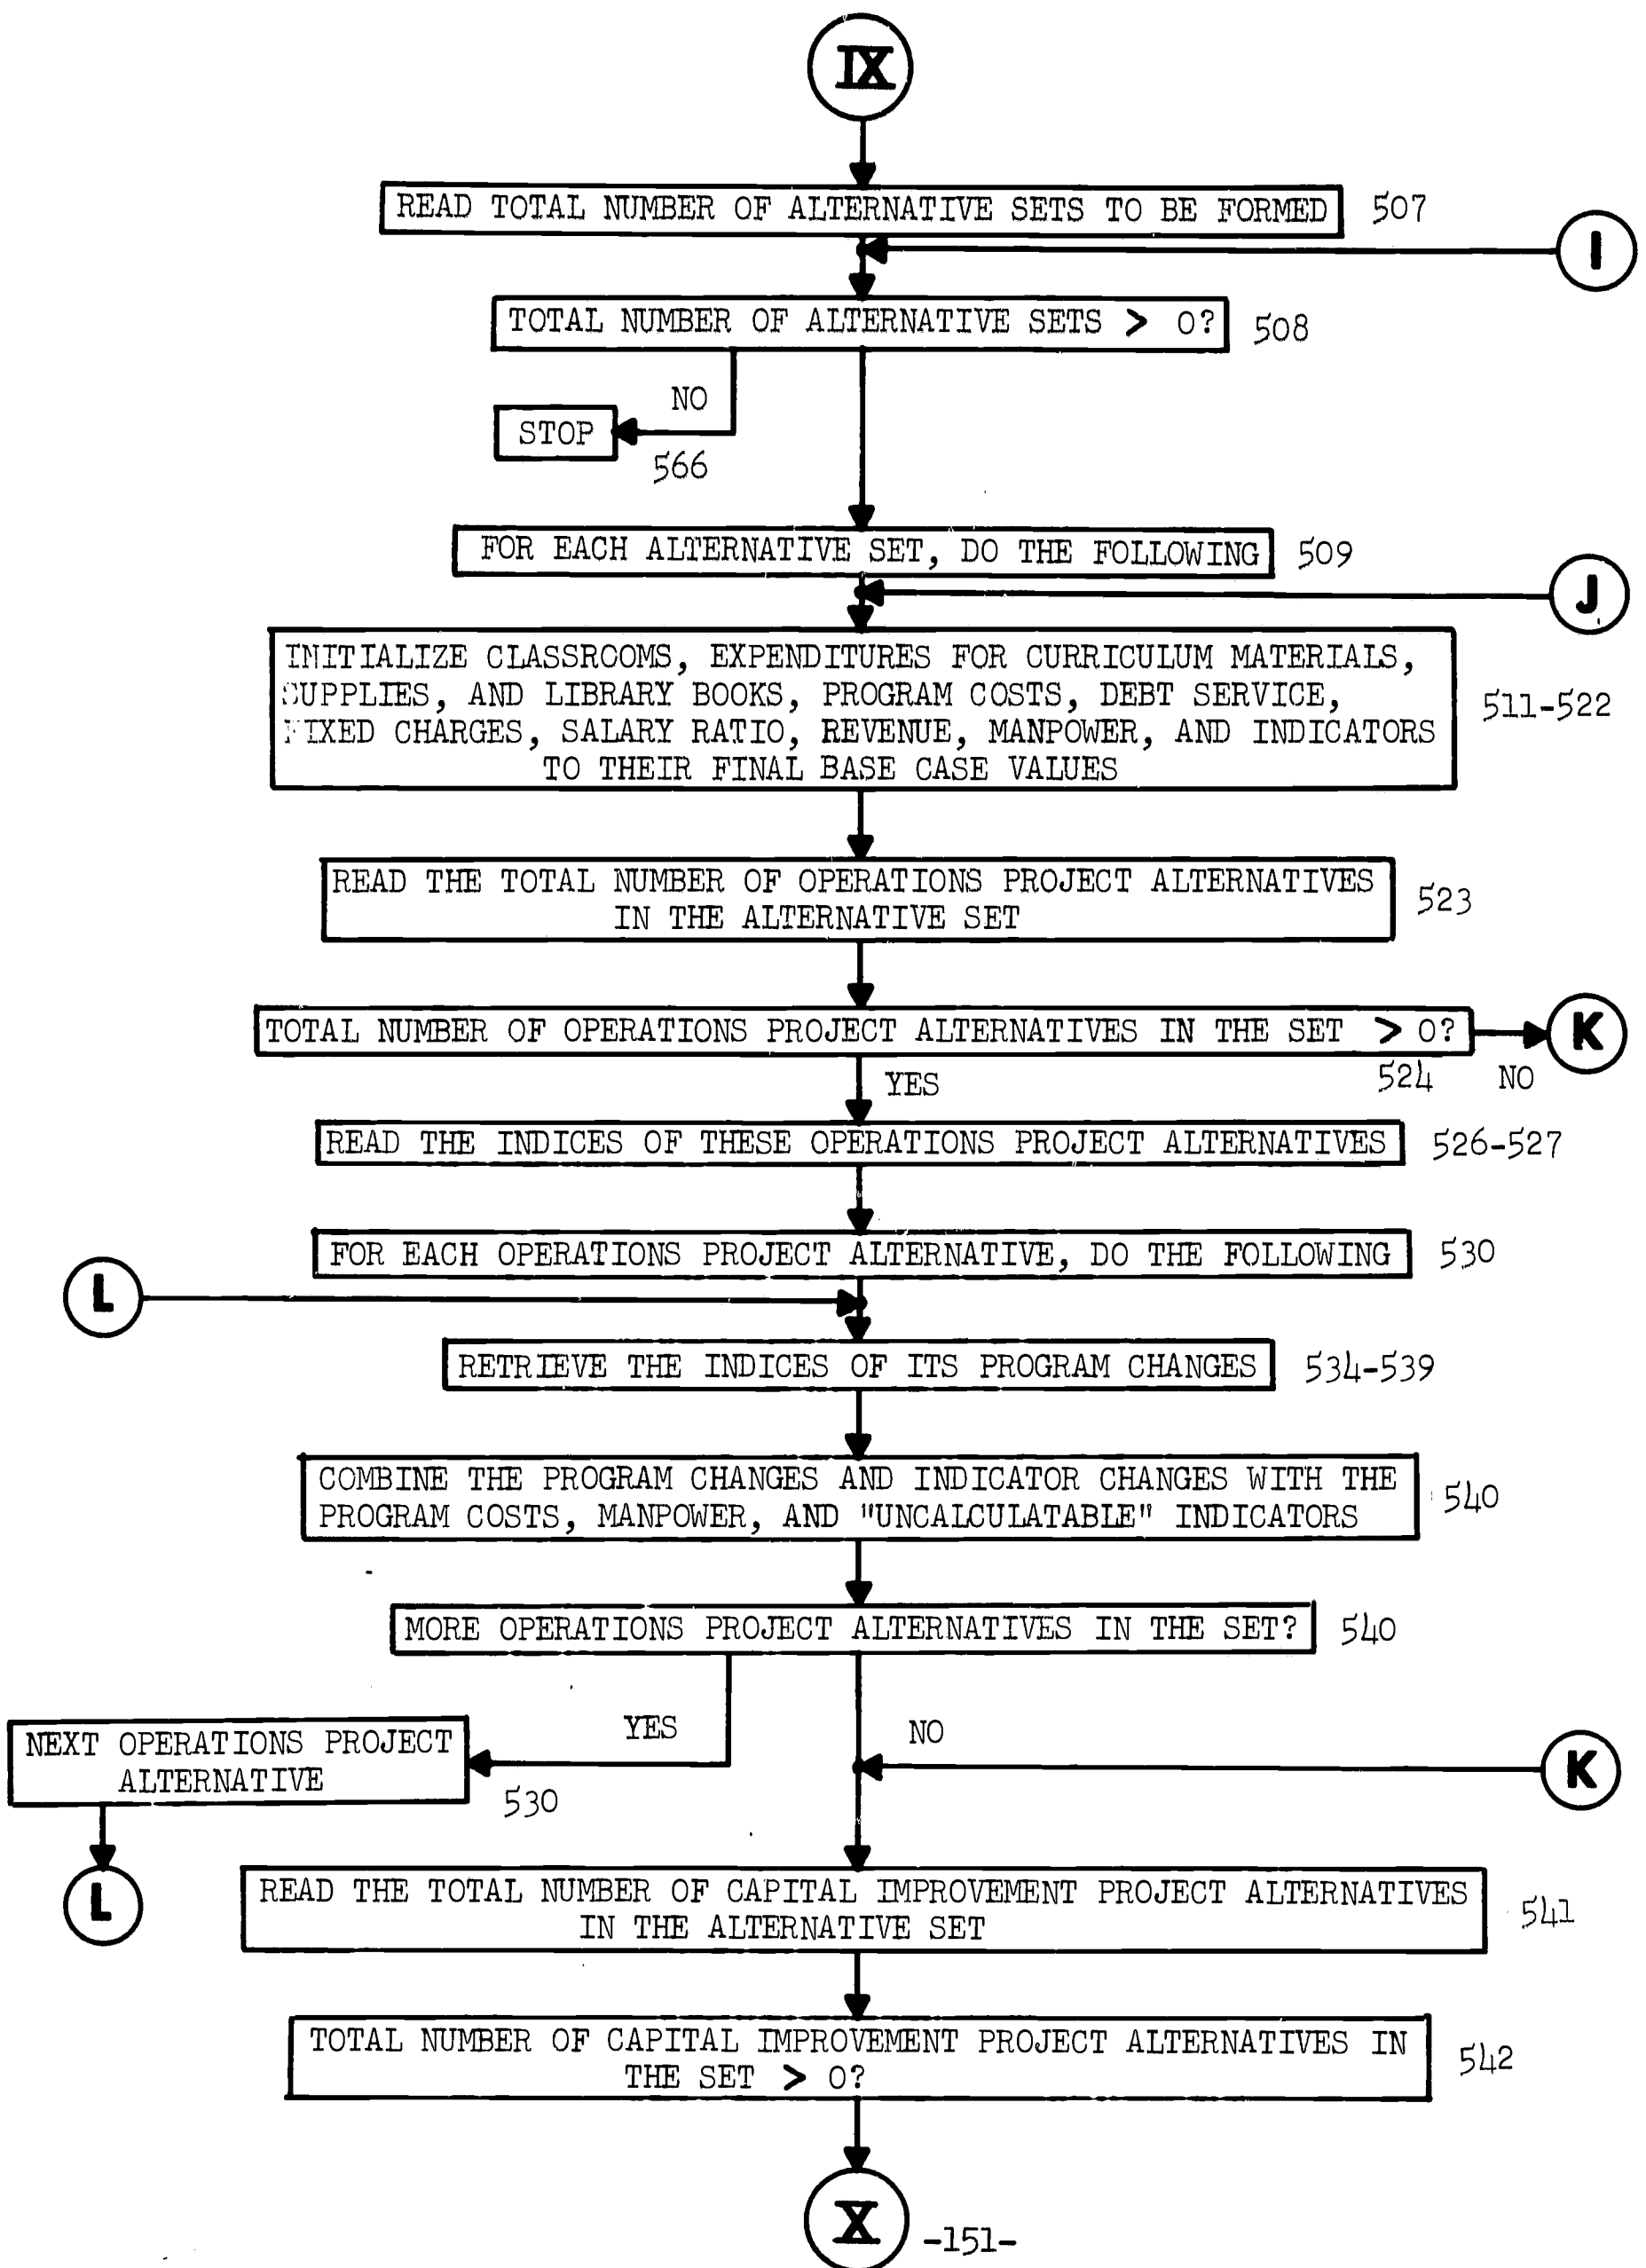 IX
READ TOTAL NUMBER OF ALTERNATIVE SETS TO BE FORMED 507
I
TOTAL NUMBER OF ALTERNATIVE SETS > 0? 508
NO
STOP
566
FOR EACH ALTERNATIVE SET, DO THE FOLLOWING 509
J
INITIALIZE CLASSROOMS, EXPENDITURES FOR CURRICULUM MATERIALS,
SUPPLIES, AND LIBRARY BOOKS, PROGRAM COSTS, DEBT SERVICE,
FIXED CHARGES, SALARY RATIO, REVENUE, MANPOWER, AND INDICATORS
TO THEIR FINAL BASE CASE VALUES
511-522
READ THE TOTAL NUMBER OF OPERATIONS PROJECT ALTERNATIVES
IN THE ALTERNATIVE SET
523
TOTAL NUMBER OF OPERATIONS PROJECT ALTERNATIVES IN THE SET > 0?
K
524 NO
YES
READ THE INDICES OF THESE OPERATIONS PROJECT ALTERNATIVES 526-527
FOR EACH OPERATIONS PROJECT ALTERNATIVE, DO THE FOLLOWING 530
L
RETRIEVE THE INDICES OF ITS PROGRAM CHANGES 534-539
COMBINE THE PROGRAM CHANGES AND INDICATOR CHANGES WITH THE
PROGRAM COSTS, MANPOWER, AND "UNCALCULATABLE" INDICATORS
540
MORE OPERATIONS PROJECT ALTERNATIVES IN THE SET? 540
YES
NO
NEXT OPERATIONS PROJECT
ALTERNATIVE
530
K
L
READ THE TOTAL NUMBER OF CAPITAL IMPROVEMENT PROJECT ALTERNATIVES
IN THE ALTERNATIVE SET
541
TOTAL NUMBER OF CAPITAL IMPROVEMENT PROJECT ALTERNATIVES IN
THE SET > 0?
542
X
-151-